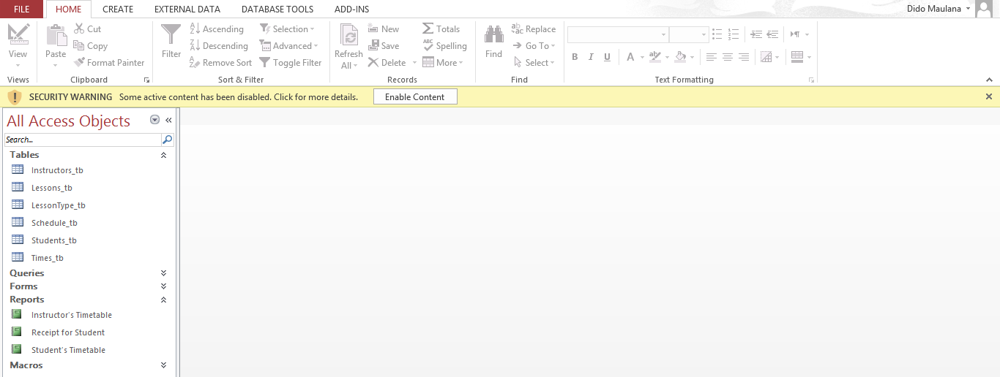 FILE HOME CREATE EXTERNAL DATA DATABASE TOOLS ADD-INS Dido Maulana
View
Views
Paste
Cut
Copy
Format Painter
Clipboard
Filter
Ascending
Descending
Remove Sort
Selection
Advanced
Toggle Filter
Sort & Filter
Refresh
All
New
Save
Delete
Totals
Spelling
More
Records
Find
Replace
Go To
Select
Find
B I U A
Text Formatting
SECURITY WARNING Some active content has been disabled. Click for more details. Enable Content
All Access Objects
Search...
Tables
Instructors_tb
Lessons_tb
LessonType_tb
Schedule_tb
Students_tb
Times_tb
Queries
Forms
Reports
Instructor's Timetable
Receipt for Student
Student's Timetable
Macros